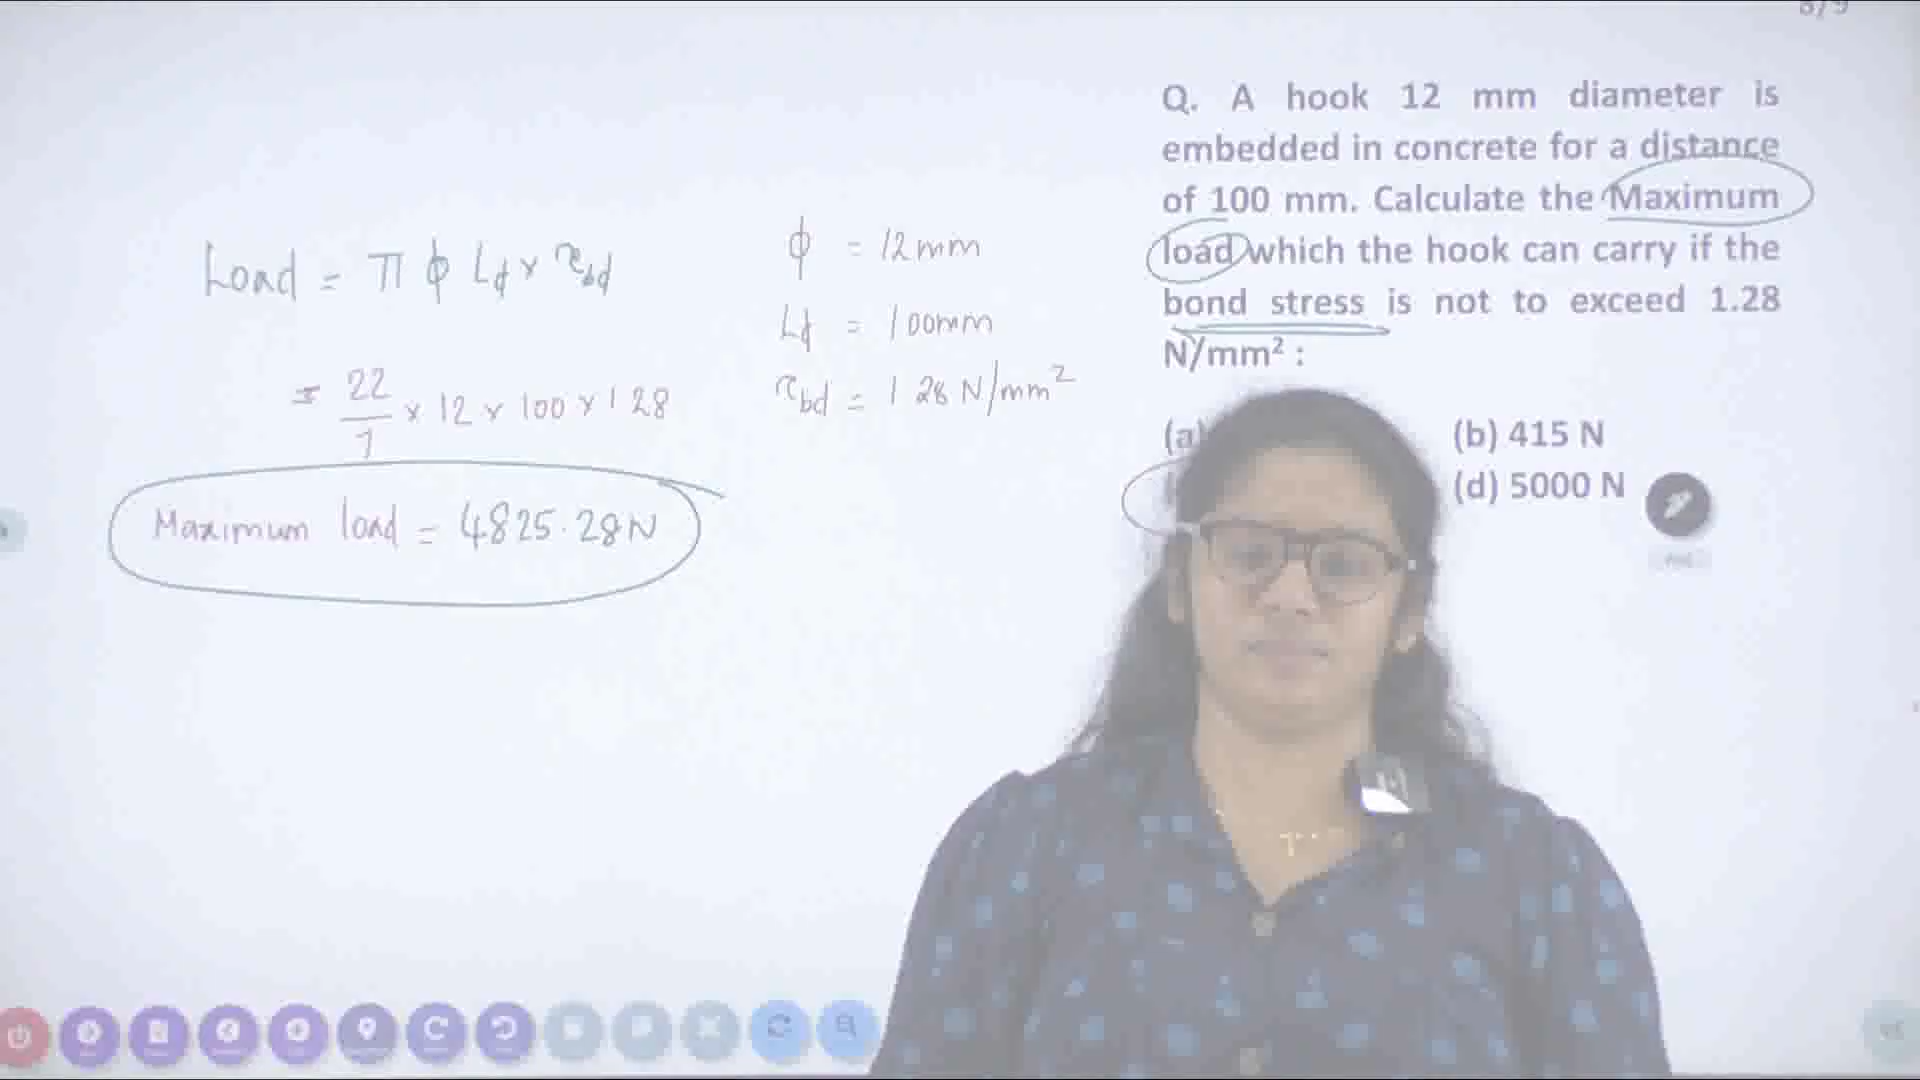 Q. A hook 12 mm diameter is
embedded in concrete for a distance
of 100 mm. Calculate the Maximum
load which the hook can carry if the
bond stress is not to exceed 1.28
N/mm² :
(a)
(b) 415 N
(d) 5000 N
Load = π ϕ Ld × τbd
= 22/7 × 12 × 100 × 1 28
Maximum load = 4825.28N
ϕ = 12mm
Ld = 100mm
τbd = 1 28 N/mm²